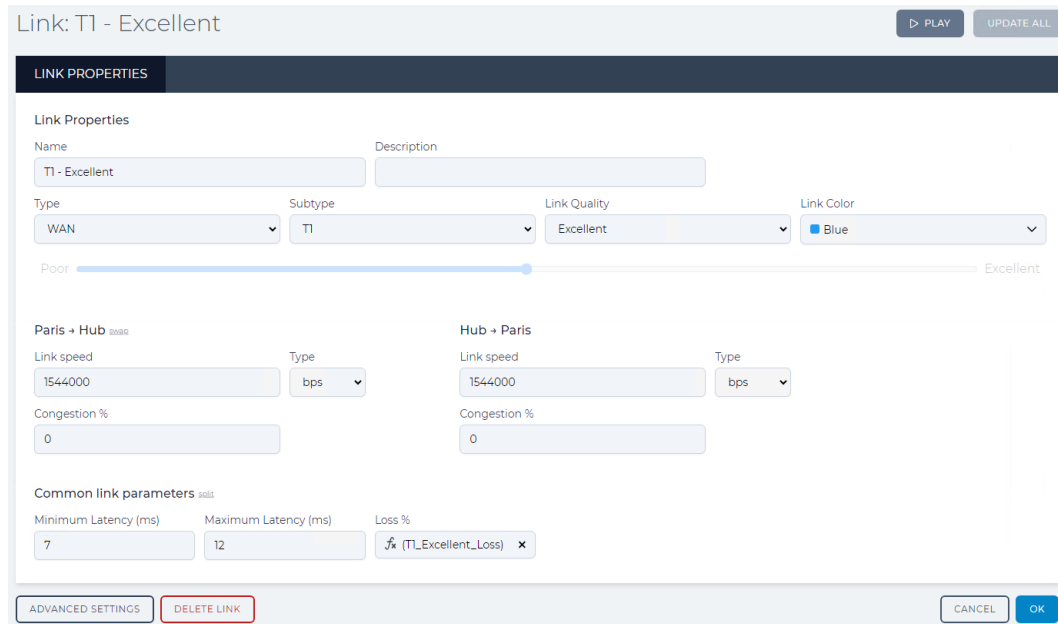 Link: T1 - Excellent
PLAY
UPDATE ALL
LINK PROPERTIES
Link Properties
Name
Description
T1 - Excellent
Type
Subtype
Link Quality
Link Color
WAN
T1
Excellent
Blue
Poor
Excellent
Paris → Hub swap
Hub → Paris
Link speed
Type
Link speed
Type
1544000
bps
1544000
bps
Congestion %
Congestion %
0
0
Common link parameters split
Minimum Latency (ms)
Maximum Latency (ms)
Loss %
7
12
fx (T1_Excellent_Loss) ×
ADVANCED SETTINGS
DELETE LINK
CANCEL
OK